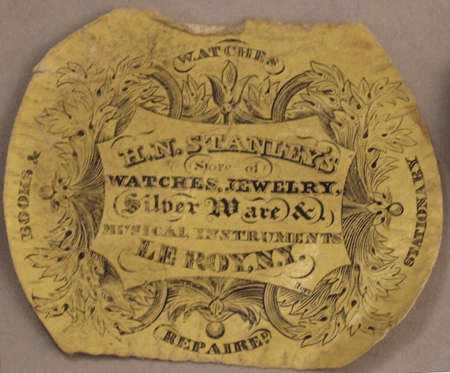 WATCHES
H.N. STANLEY'S
Store of
WATCHES, JEWELRY,
Silver Ware &
MUSICAL INSTRUMENTS
LE ROY, N.Y.
REPAIRED
BOOKS &
STATIONARY